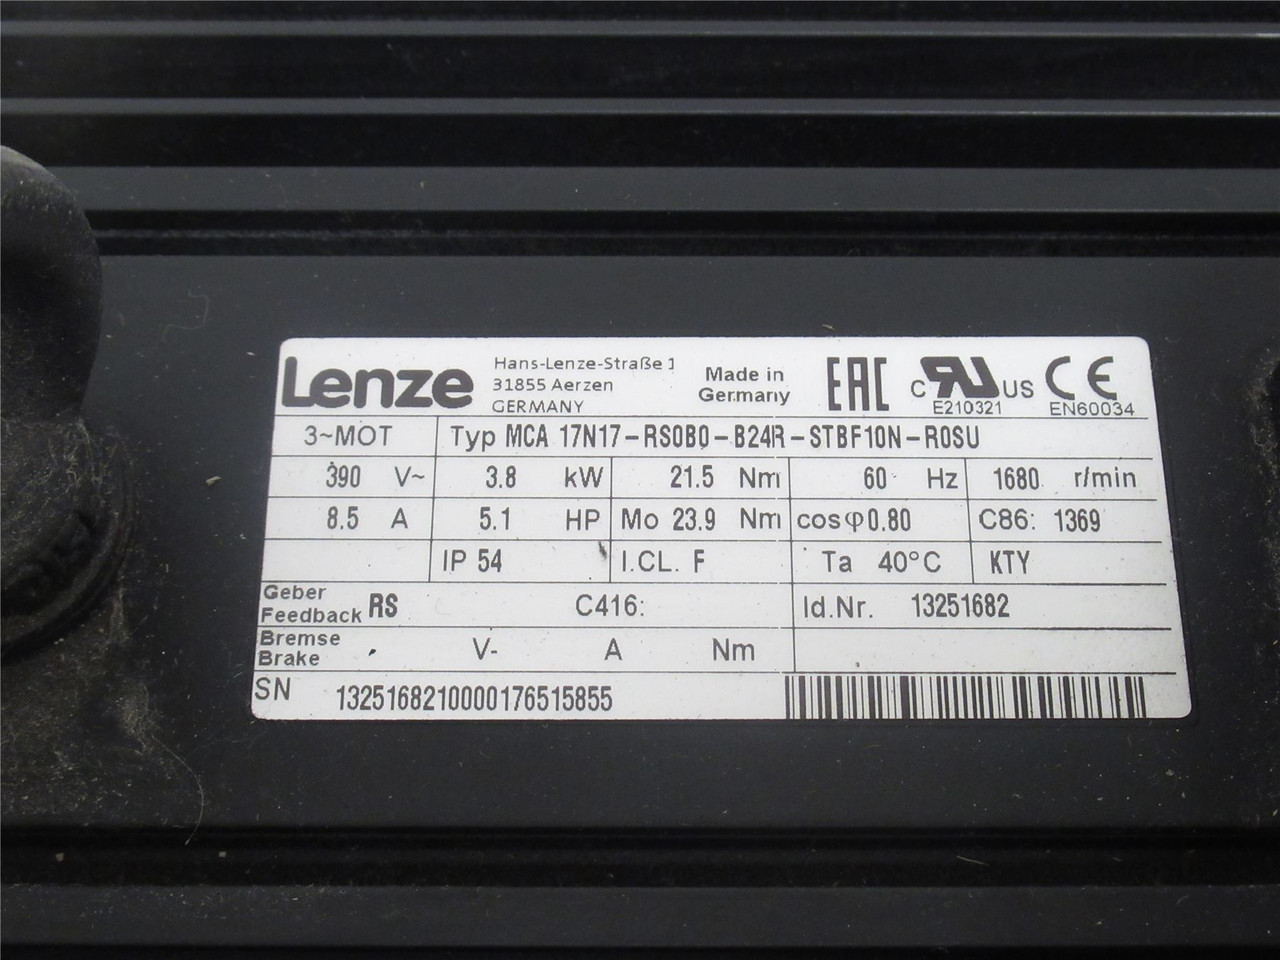 Lenze
Hans-Lenze-Straße 1
31855 Aerzen
GERMANY
Made in
Germany
EAC
c RU US
E210321
CE
EN60034
3~MOT Typ MCA 17N17-RS0B0-B24R-STBF10N-R0SU
390 V~ 3.8 kW 21.5 Nm 60 Hz 1680 r/min
8.5 A 5.1 HP Mo 23.9 Nm cosφ0.80 C86: 1369
IP 54 I.CL. F Ta 40°C KTY
Geber
Feedback RS C416: Id.Nr. 13251682
Bremse
Brake V- A Nm
SN 1325168210000176515855